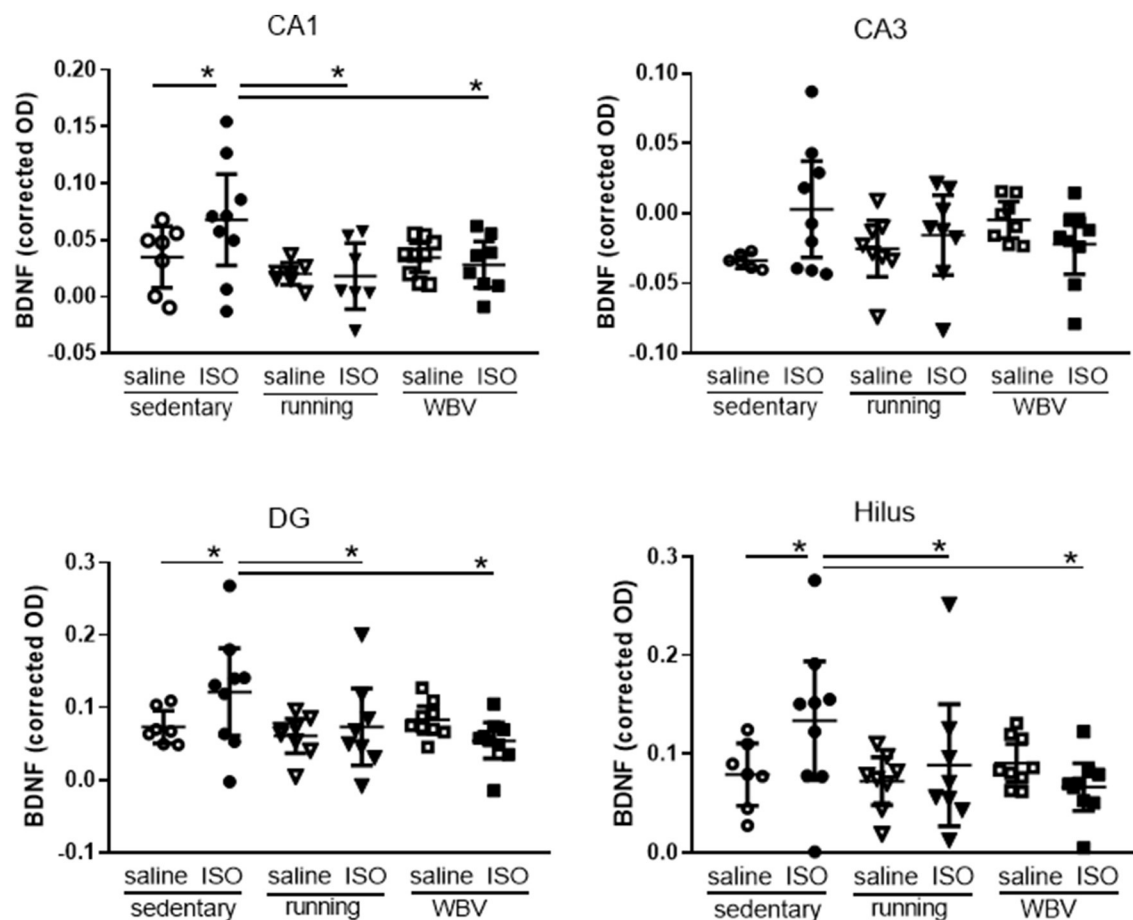 CA1
BDNF (corrected OD)
0.20
0.15
0.10
0.05
0.00
-0.05
* * *
saline ISO saline ISO saline ISO
sedentary running WBV
CA3
BDNF (corrected OD)
0.10
0.05
0.00
-0.05
-0.10
saline ISO saline ISO saline ISO
sedentary running WBV
DG
BDNF (corrected OD)
0.3
0.2
0.1
0.0
-0.1
* * *
saline ISO saline ISO saline ISO
sedentary running WBV
Hilus
BDNF (corrected OD)
0.3
0.2
0.1
0.0
* * *
saline ISO saline ISO saline ISO
sedentary running WBV